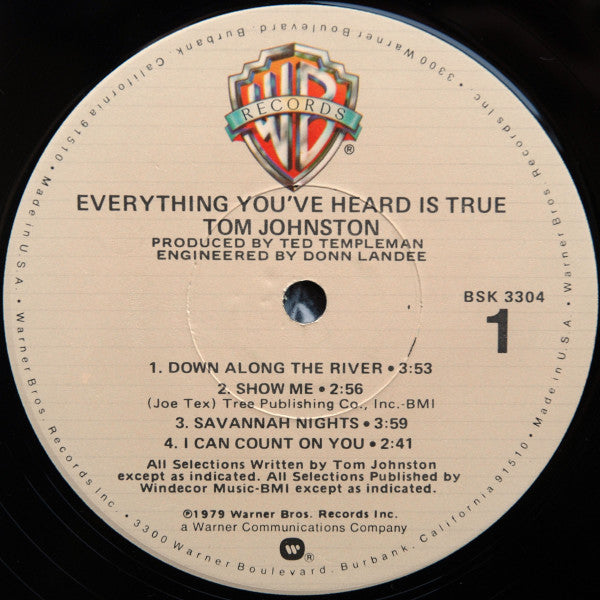 WB
RECORDS
®
EVERYTHING YOU'VE HEARD IS TRUE
TOM JOHNSTON
PRODUCED BY TED TEMPLEMAN
ENGINEERED BY DONN LANDEE
BSK 3304
1
1. DOWN ALONG THE RIVER • 3:53
2. SHOW ME • 2:56
(Joe Tex) Tree Publishing Co., Inc.-BMI
3. SAVANNAH NIGHTS • 3:59
4. I CAN COUNT ON YOU • 2:41
All Selections Written by Tom Johnston
except as indicated. All Selections Published by
Windecor Music-BMI except as indicated.
℗1979 Warner Bros. Records Inc.
a Warner Communications Company
W®
Warner Bros. Records Inc. • 3300 Warner Boulevard, Burbank, California 91510 • Made in U.S.A. • Warner Bros. Records Inc. • 3300 Warner Boulevard, Burbank, California 91510 • Made in U.S.A. •